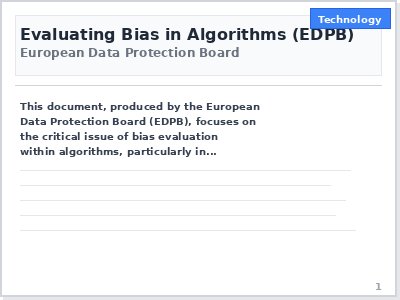 Technology
Evaluating Bias in Algorithms (EDPB)
European Data Protection Board
This document, produced by the European
Data Protection Board (EDPB), focuses on
the critical issue of bias evaluation
within algorithms, particularly in...
1